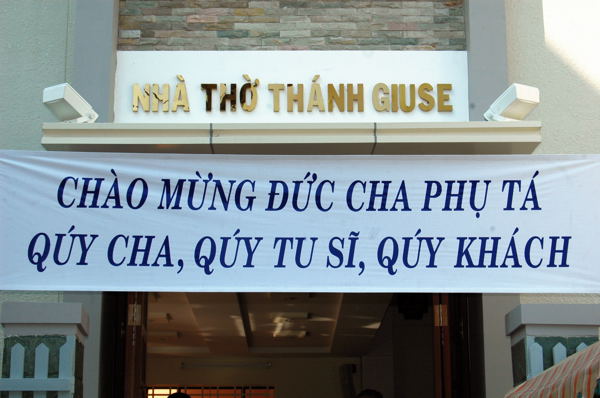 NHÀ THỜ THÁNH GIUSE
CHÀO MỪNG ĐỨC CHA PHỤ TÁ
QÚY CHA, QÚY TU SĨ, QÚY KHÁCH